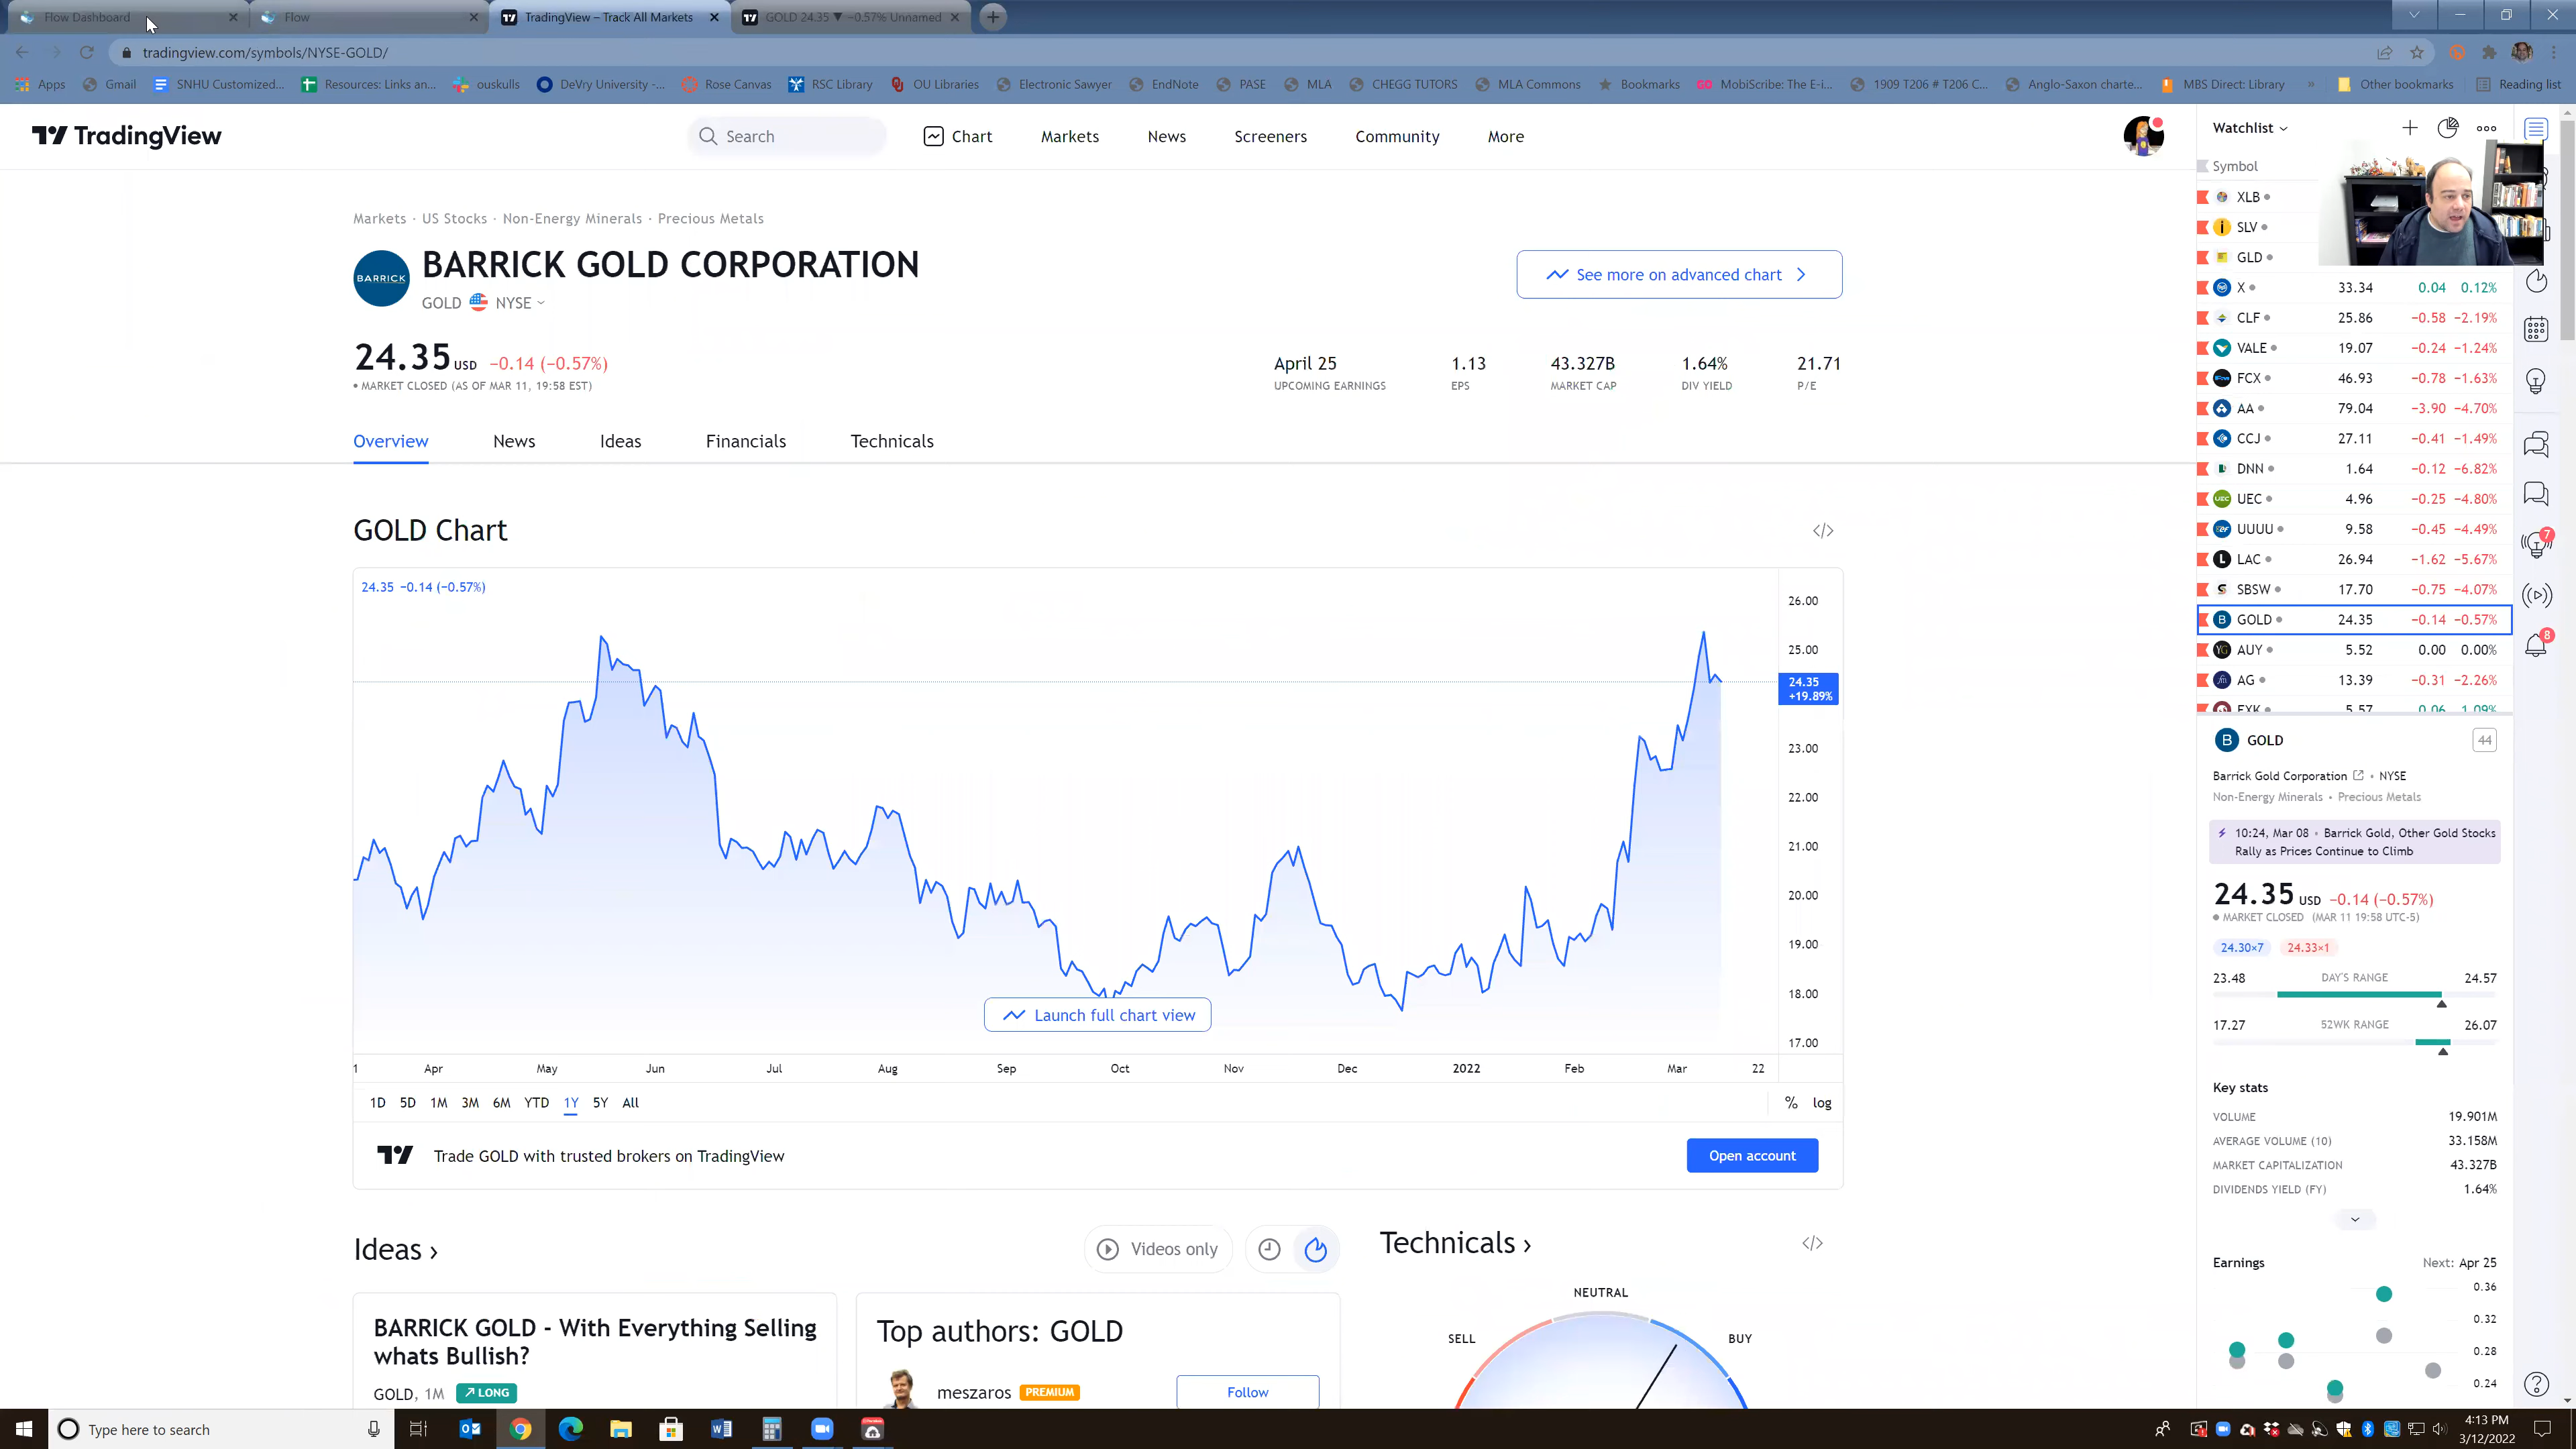 Flow Dashboard
Flow
TradingView – Track All Markets
GOLD 24.35 ▼ −0.57% Unnamed
tradingview.com/symbols/NYSE-GOLD/
Apps Gmail SNHU Customized... Resources: Links an... ouskulls DeVry University -... Rose Canvas RSC Library OU Libraries Electronic Sawyer EndNote PASE MLA CHEGG TUTORS MLA Commons Bookmarks MobiScribe: The E-i... 1909 T206 # T206 C... Anglo-Saxon charte... MBS Direct: Library » Other bookmarks Reading list
TradingView
Search
Chart Markets News Screeners Community More
Markets · US Stocks · Non-Energy Minerals · Precious Metals
BARRICK
BARRICK GOLD CORPORATION
GOLD NYSE
See more on advanced chart
24.35 USD −0.14 (−0.57%)
• MARKET CLOSED (AS OF MAR 11, 19:58 EST)
April 25 1.13 43.327B 1.64% 21.71
UPCOMING EARNINGS EPS MARKET CAP DIV YIELD P/E
Overview News Ideas Financials Technicals
GOLD Chart
</>
24.35 −0.14 (−0.57%)
26.00
25.00
24.35
+19.89%
23.00
22.00
21.00
20.00
19.00
18.00
17.00
Launch full chart view
1 Apr May Jun Jul Aug Sep Oct Nov Dec 2022 Feb Mar 22
1D 5D 1M 3M 6M YTD 1Y 5Y All % log
Trade GOLD with trusted brokers on TradingView
Open account
Ideas ›
Videos only
Technicals ›
</>
BARRICK GOLD - With Everything Selling
whats Bullish?
GOLD, 1M LONG
Top authors: GOLD
meszaros PREMIUM
Follow
NEUTRAL
SELL BUY
Watchlist
Symbol
XLB
SLV
GLD
X 33.34 0.04 0.12%
CLF 25.86 −0.58 −2.19%
VALE 19.07 −0.24 −1.24%
FCX 46.93 −0.78 −1.63%
AA 79.04 −3.90 −4.70%
CCJ 27.11 −0.41 −1.49%
DNN 1.64 −0.12 −6.82%
UEC 4.96 −0.25 −4.80%
UUUU 9.58 −0.45 −4.49%
LAC 26.94 −1.62 −5.67%
SBSW 17.70 −0.75 −4.07%
GOLD 24.35 −0.14 −0.57%
AUY 5.52 0.00 0.00%
AG 13.39 −0.31 −2.26%
EXK 5.57 0.06 1.09%
B GOLD 44
Barrick Gold Corporation • NYSE
Non-Energy Minerals • Precious Metals
10:24, Mar 08 • Barrick Gold, Other Gold Stocks
Rally as Prices Continue to Climb
24.35 USD −0.14 (−0.57%)
• MARKET CLOSED (MAR 11 19:58 UTC-5)
24.30×7 24.33×1
23.48 DAY'S RANGE 24.57
17.27 52WK RANGE 26.07
Key stats
VOLUME 19.901M
AVERAGE VOLUME (10) 33.158M
MARKET CAPITALIZATION 43.327B
DIVIDENDS YIELD (FY) 1.64%
Earnings Next: Apr 25
0.36
0.32
0.28
0.24
7
8
Type here to search
4:13 PM
3/12/2022